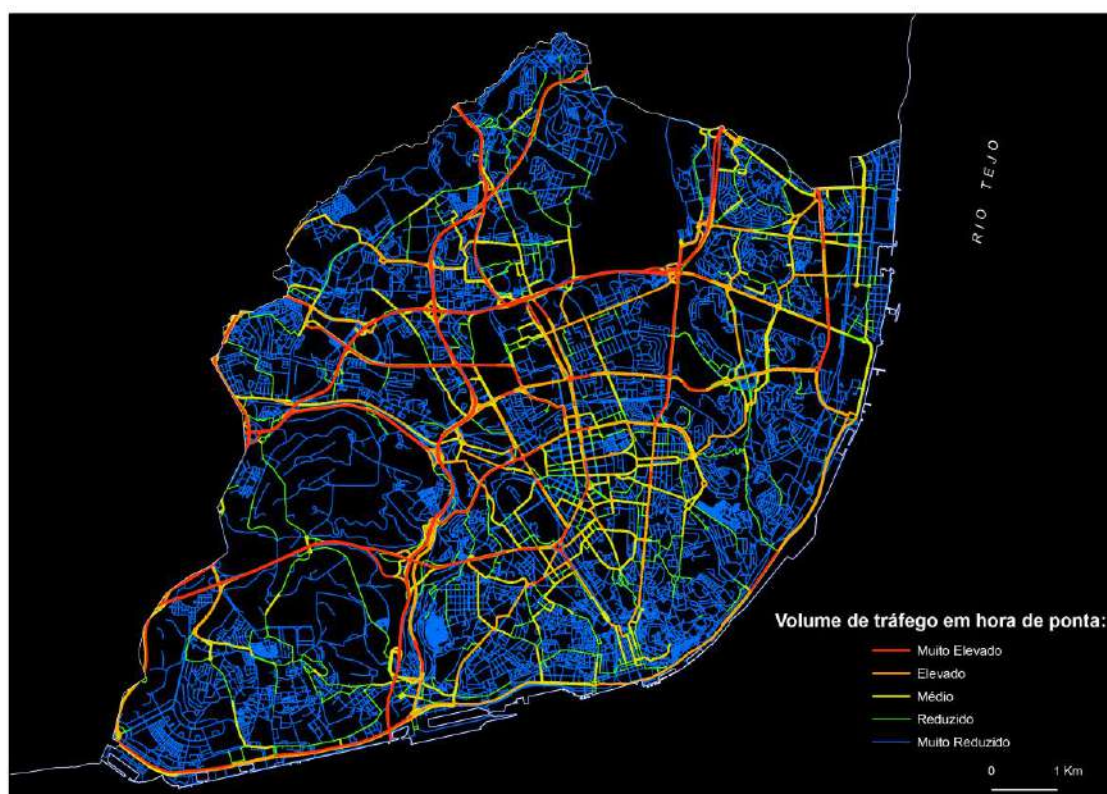 RIO TEJO
Volume de tráfego em hora de ponta:
Muito Elevado
Elevado
Médio
Reduzido
Muito Reduzido
0 1 Km